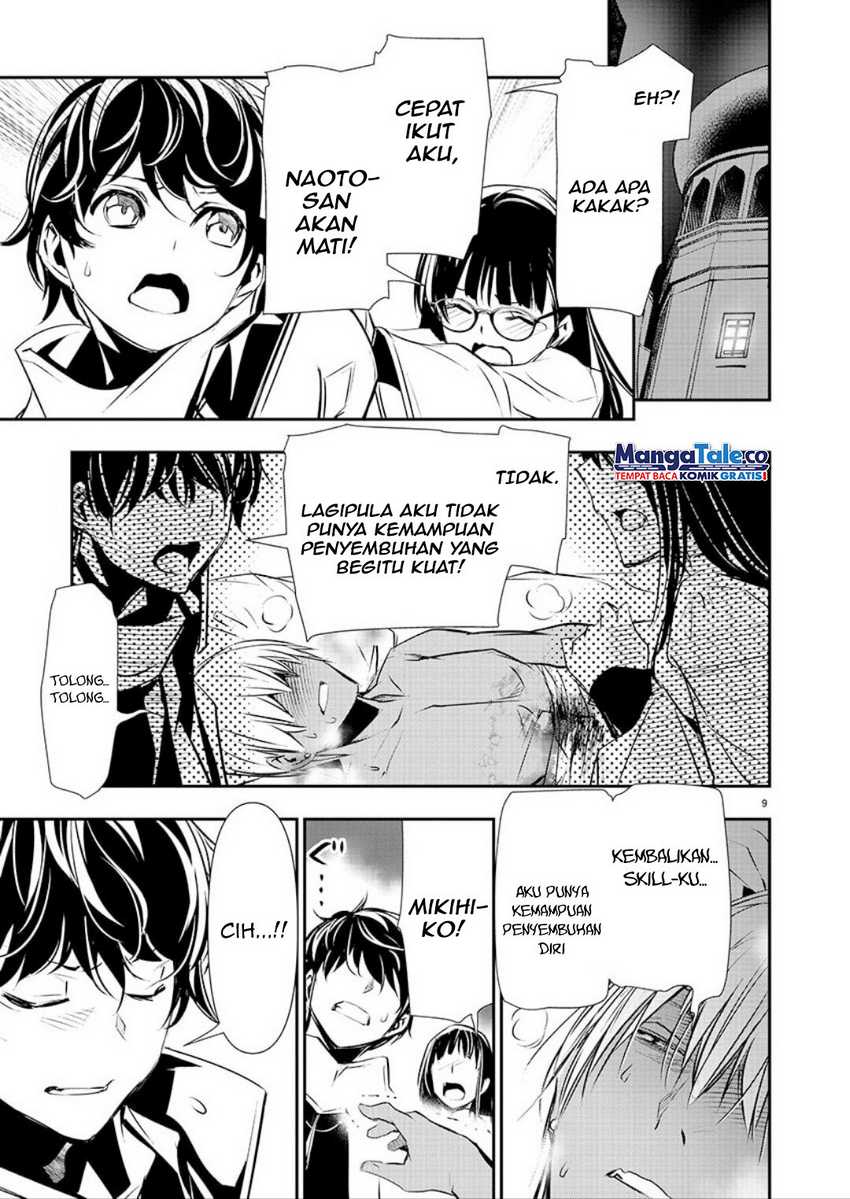 EH?!
ADA APA
KAKAK?
CEPAT
IKUT
AKU,
NAOTO-
SAN
AKAN
MATI!
MangaTale.co
TEMPAT BACA KOMIK GRATIS!
TIDAK.
LAGIPULA AKU TIDAK
PUNYA KEMAMPUAN
PENYEMBUHAN YANG
BEGITU KUAT!
TOLONG...
TOLONG...
9
KEMBALIKAN...
SKILL-KU...
AKU PUNYA
KEMAMPUAN
PENYEMBUHAN
DIRI
MIKIHI-
KO!
ぐ…
CIH...!!